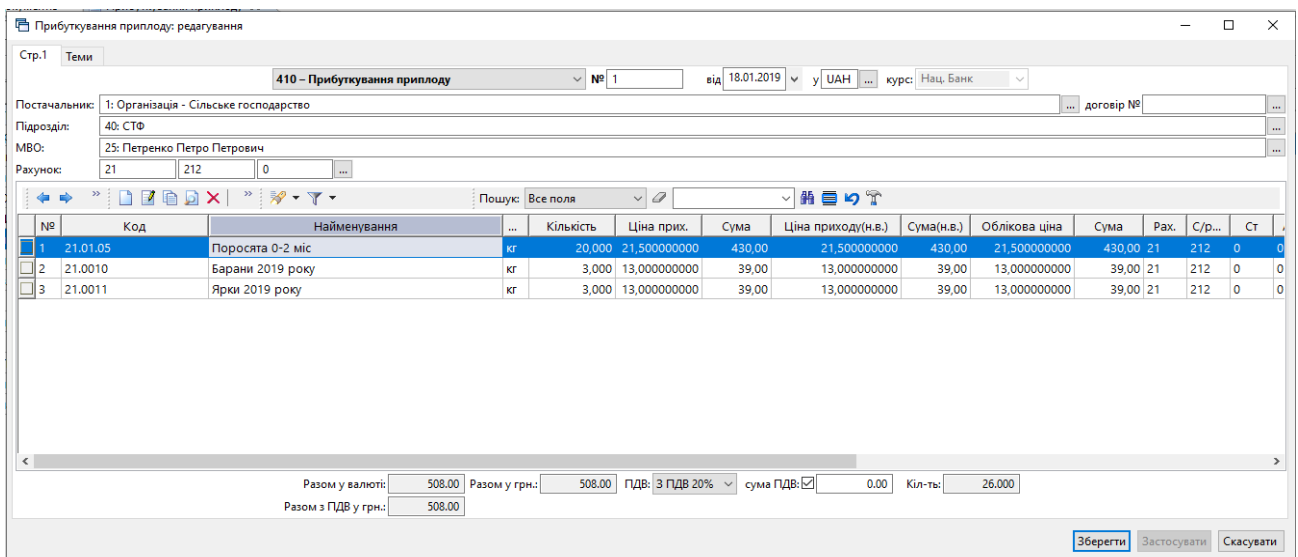 Прибуткування приплоду: редагування
Стр.1 Теми
410 – Прибуткування приплоду № 1 від 18.01.2019 у UAH ... курс: Нац. Банк
Постачальник: 1: Організація - Сільське господарство ... договір № ...
Підрозділ: 40: СТФ ...
МВО: 25: Петренко Петро Петрович ...
Рахунок: 21 212 0 ...
Пошук: Все поля
№ Код Найменування ... Кількість Ціна прих. Сума Ціна приходу(н.в.) Сума(н.в.) Облікова ціна Сума Рах. С/р... Ст
1 21.01.05 Поросята 0-2 міс кг 20,000 21,500000000 430,00 21,500000000 430,00 21,500000000 430,00 21 212 0 0
2 21.0010 Барани 2019 року кг 3,000 13,000000000 39,00 13,000000000 39,00 13,000000000 39,00 21 212 0 0
3 21.0011 Ярки 2019 року кг 3,000 13,000000000 39,00 13,000000000 39,00 13,000000000 39,00 21 212 0 0
Разом у валюті: 508.00 Разом у грн.: 508.00 ПДВ: З ПДВ 20% сума ПДВ: 0.00 Кіл-ть: 26.000
Разом з ПДВ у грн.: 508.00
Зберегти Застосувати Скасувати